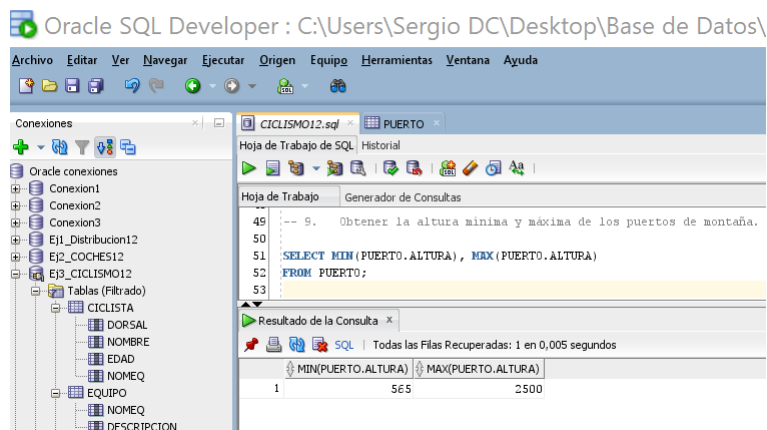 Oracle SQL Developer : C:\Users\Sergio DC\Desktop\Base de Datos\
Archivo Editar Ver Navegar Ejecutar Origen Equipo Herramientas Ventana Ayuda
Conexiones
CICLISMO12.sql PUERTO
Hoja de Trabajo de SQL Historial
Oracle conexiones
Conexion1
Conexion2
Conexion3
Ej1_Distribucion12
Ej2_COCHES12
Ej3_CICLISMO12
Tablas (Filtrado)
CICLISTA
DORSAL
NOMBRE
EDAD
NOMEQ
EQUIPO
NOMEQ
DESCRIPCION
Hoja de Trabajo Generador de Consultas
49 -- 9. Obtener la altura mínima y máxima de los puertos de montaña.
50
51 SELECT MIN(PUERTO.ALTURA), MAX(PUERTO.ALTURA)
52 FROM PUERTO;
53
Resultado de la Consulta x
SQL | Todas las Filas Recuperadas: 1 en 0,005 segundos
MIN(PUERTO.ALTURA) MAX(PUERTO.ALTURA)
1 565 2500